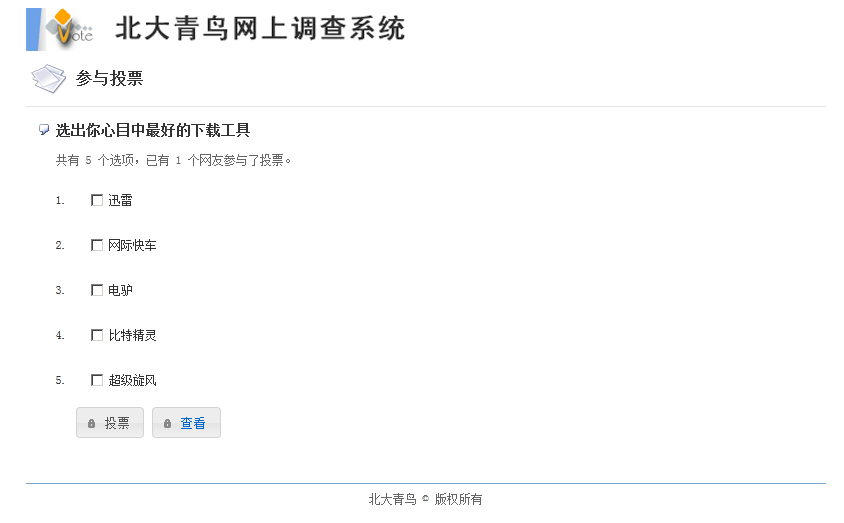 Vote 北大青鸟网上调查系统
参与投票
选出你心目中最好的下载工具
共有 5 个选项，已有 1 个网友参与了投票。
1. 迅雷
2. 网际快车
3. 电驴
4. 比特精灵
5. 超级旋风
投票 查看
北大青鸟 © 版权所有